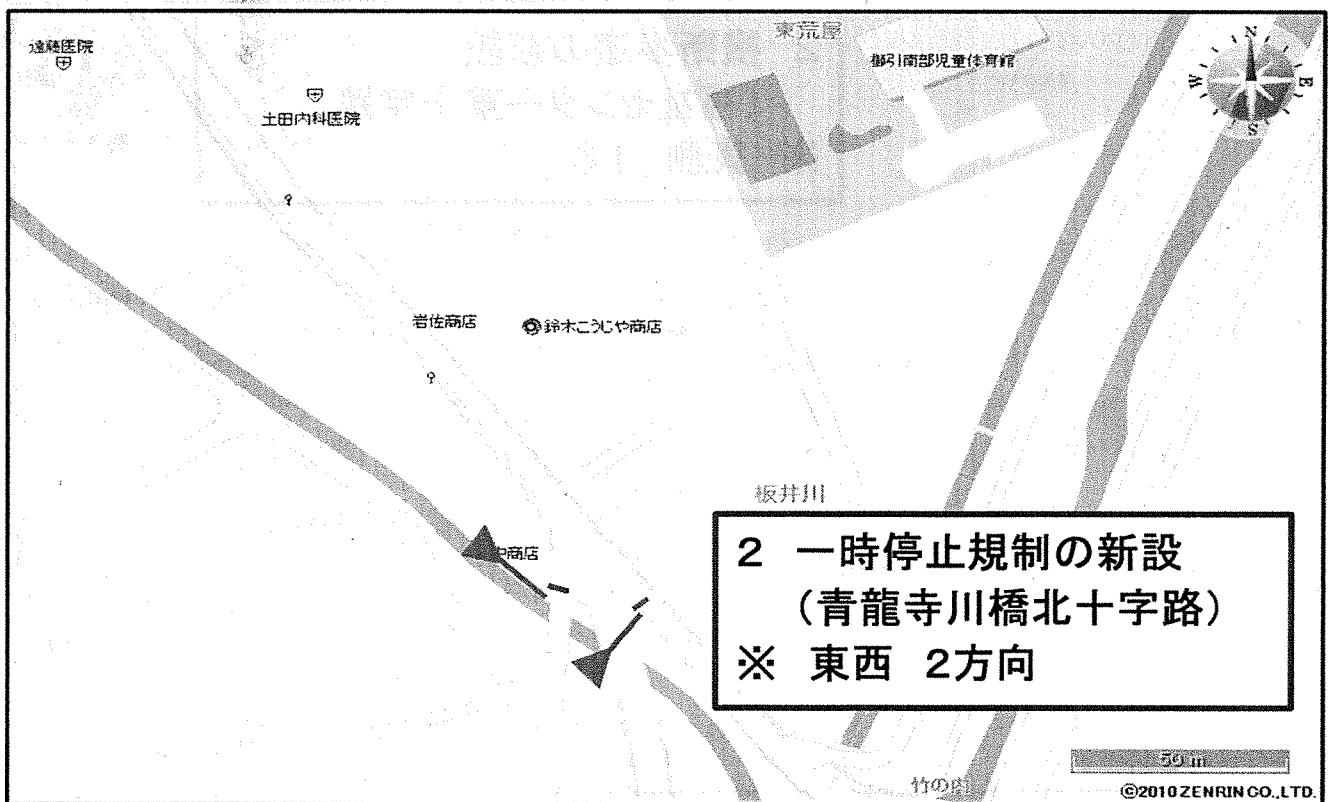 遠藤医院
土田内科医院
東荒屋
櫛引南部児童体育館
N
W
E
S
岩佐商店
鈴木こうじや商店
板井川
や商店
2 一時停止規制の新設
(青龍寺川橋北十字路)
※ 東西 2方向
竹の内
50 m
©2010 ZENRIN CO.,LTD.